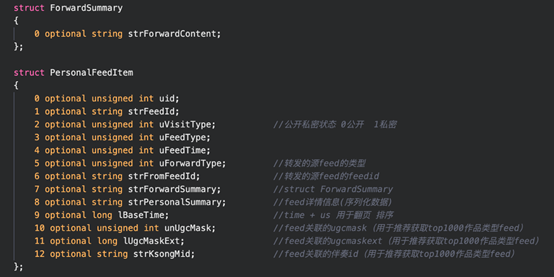 struct ForwardSummary
{
0 optional string strForwardContent;
};
struct PersonalFeedItem
{
0 optional unsigned int uid;
1 optional string strFeedId;
2 optional unsigned int uVisitType; //公开私密状态 0公开 1私密
3 optional unsigned int uFeedType;
4 optional unsigned int uFeedTime;
5 optional unsigned int uForwardType; //转发的源feed的类型
6 optional string strFromFeedId; //转发的源feed的feedid
7 optional string strForwardSummary; //struct ForwardSummary
8 optional string strPersonalSummary; //feed详情信息(序列化数据)
9 optional long lBaseTime; //time + us 用于翻页 排序
10 optional unsigned int unUgcMask; //feed关联的ugcmask (用于推荐获取top1000作品类型feed)
11 optional long lUgcMaskExt; //feed关联的ugcmaskext (用于推荐获取top1000作品类型feed)
12 optional string strKsongMid; //feed关联的伴奏id (用于推荐获取top1000作品类型feed)
};